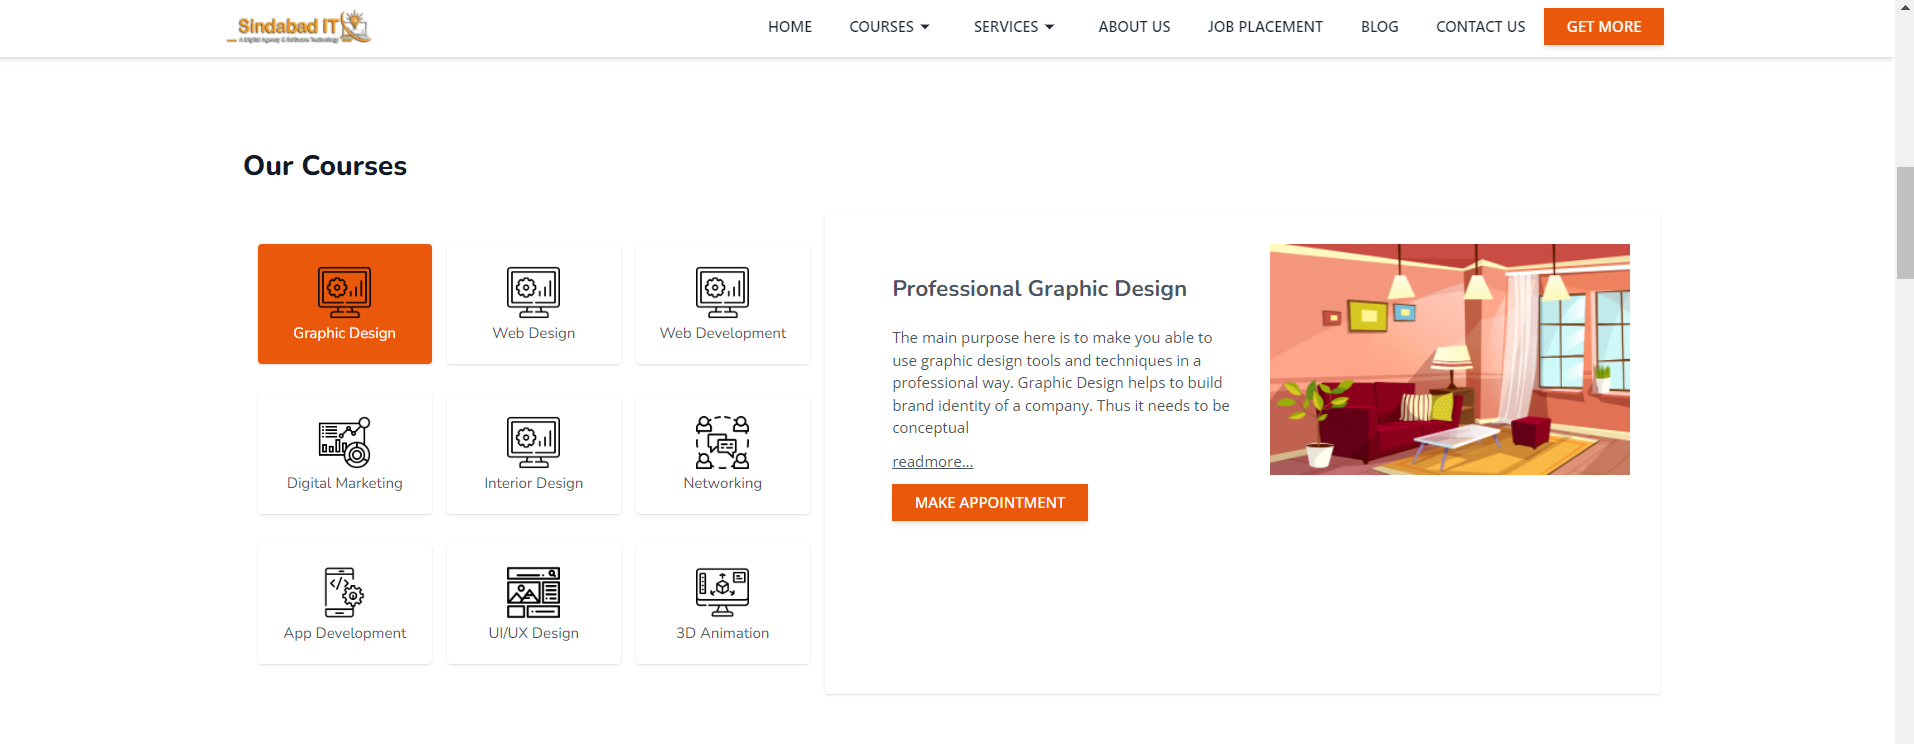 Sindabad IT
A Digital Agency & Software Technology
HOME
COURSES
SERVICES
ABOUT US
JOB PLACEMENT
BLOG
CONTACT US
GET MORE
Our Courses
Graphic Design
Web Design
Web Development
Digital Marketing
Interior Design
Networking
App Development
UI/UX Design
3D Animation
Professional Graphic Design
The main purpose here is to make you able to
use graphic design tools and techniques in a
professional way. Graphic Design helps to build
brand identity of a company. Thus it needs to be
conceptual
readmore...
MAKE APPOINTMENT